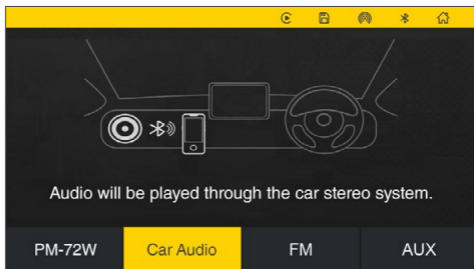 Audio will be played through the car stereo system.
PM-72W
Car Audio
FM
AUX